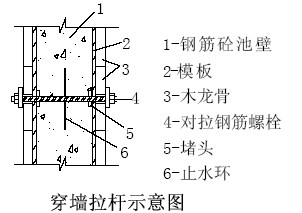 1
2
3
4
5
6
1-钢筋砼池壁
2-模板
3-木龙骨
4-对拉钢筋螺栓
5-堵头
6-止水环
穿墙拉杆示意图